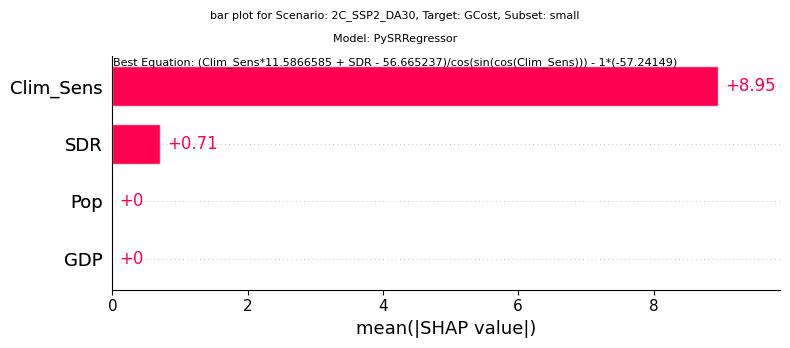 bar plot for Scenario: 2C_SSP2_DA30, Target: GCost, Subset: small
Model: PySRRegressor
Best Equation: (Clim_Sens*11.5866585 + SDR - 56.665237)/cos(sin(cos(Clim_Sens))) - 1*(-57.24149)
Clim_Sens +8.95
SDR +0.71
Pop +0
GDP +0
0 2 4 6 8
mean(|SHAP value|)